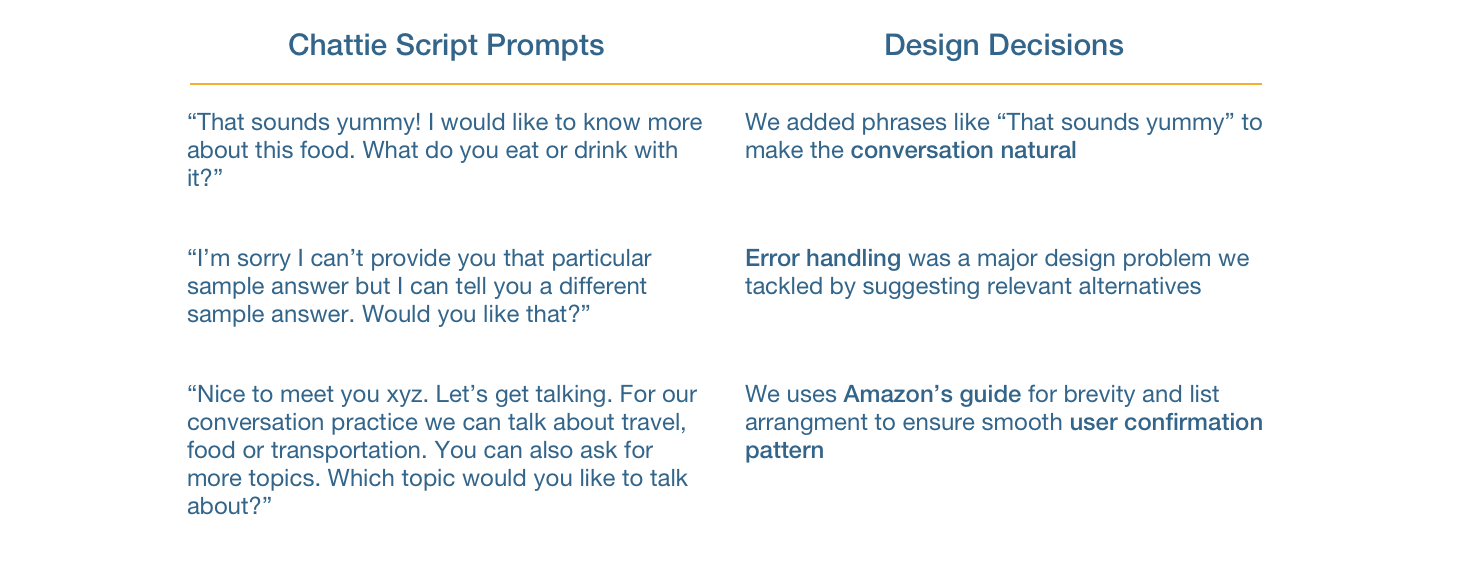 Chattie Script Prompts
Design Decisions
“That sounds yummy! I would like to know more
about this food. What do you eat or drink with
it?”
We added phrases like “That sounds yummy” to
make the conversation natural
“I’m sorry I can’t provide you that particular
sample answer but I can tell you a different
sample answer. Would you like that?”
Error handling was a major design problem we
tackled by suggesting relevant alternatives
“Nice to meet you xyz. Let’s get talking. For our
conversation practice we can talk about travel,
food or transportation. You can also ask for
more topics. Which topic would you like to talk
about?”
We uses Amazon’s guide for brevity and list
arrangment to ensure smooth user confirmation
pattern